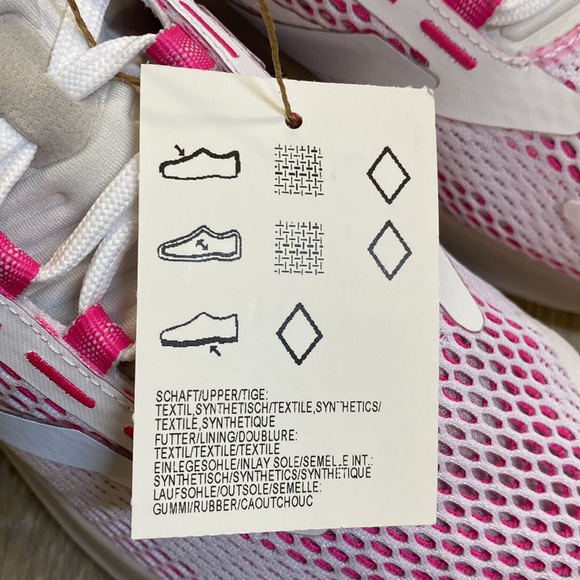 SCHAFT/UPPER/TIGE:
TEXTIL,SYNTHETISCH/TEXTILE,SYNTHETICS/
TEXTILE,SYNTHETIQUE
FUTTER/LINING/DOUBLURE:
TEXTIL/TEXTILE/TEXTILE
EINLEGESOHLE/INLAY SOLE/SEMELLE INT.:
SYNTHETISCH/SYNTHETICS/SYNTHÉTIQUE
LAUFSOHLE/OUTSOLE/SEMELLE:
GUMMI/RUBBER/CAOUTCHOUC